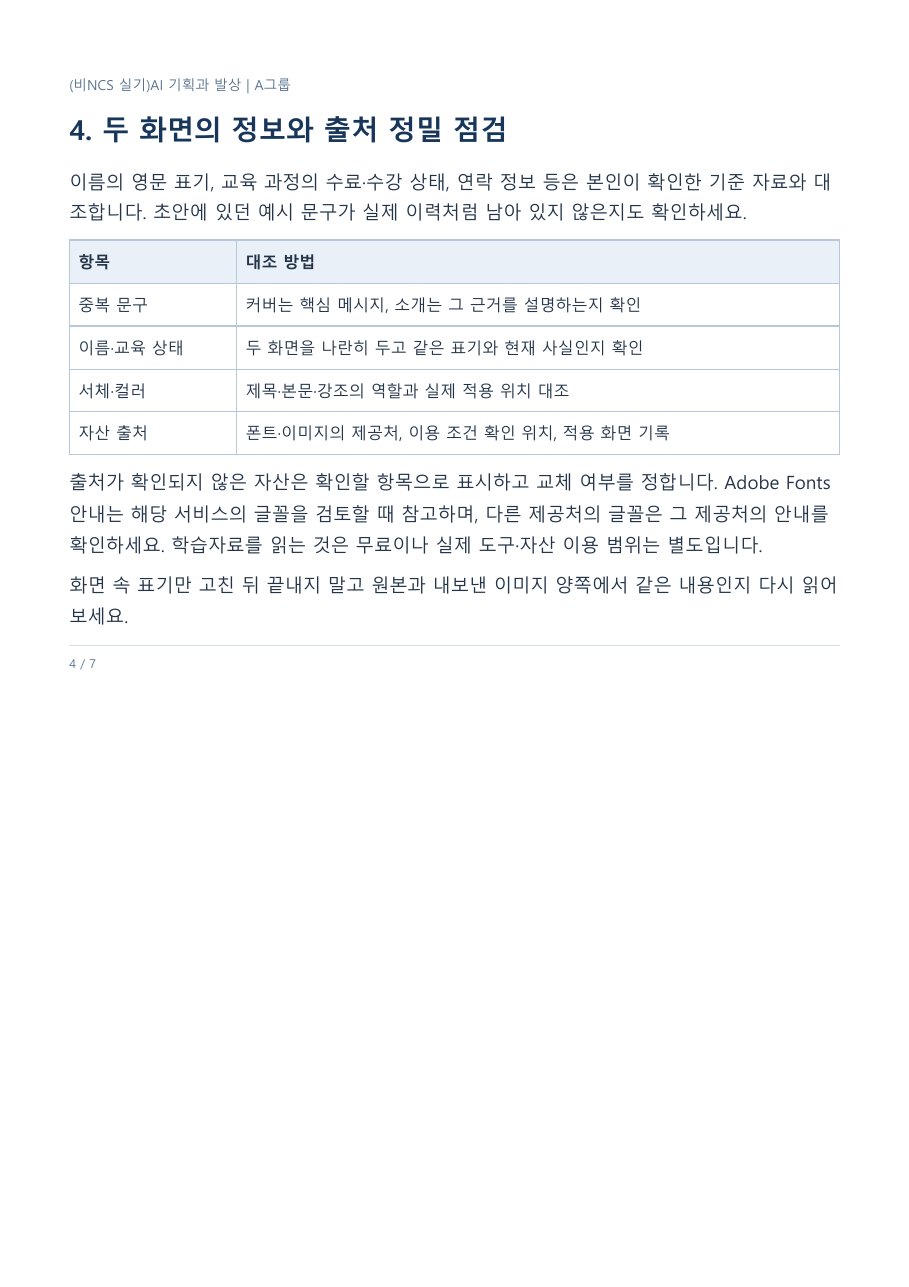 (비NCS 실기)AI 기획과 발상 | A그룹
4. 두 화면의 정보와 출처 정밀 점검
이름의 영문 표기, 교육 과정의 수료·수강 상태, 연락 정보 등은 본인이 확인한 기준 자료와 대
조합니다. 초안에 있던 예시 문구가 실제 이력처럼 남아 있지 않은지도 확인하세요.
항목 대조 방법
중복 문구 커버는 핵심 메시지, 소개는 그 근거를 설명하는지 확인
이름·교육 상태 두 화면을 나란히 두고 같은 표기와 현재 사실인지 확인
서체·컬러 제목·본문·강조의 역할과 실제 적용 위치 대조
자산 출처 폰트·이미지의 제공처, 이용 조건 확인 위치, 적용 화면 기록
출처가 확인되지 않은 자산은 확인할 항목으로 표시하고 교체 여부를 정합니다. Adobe Fonts
안내는 해당 서비스의 글꼴을 검토할 때 참고하며, 다른 제공처의 글꼴은 그 제공처의 안내를
확인하세요. 학습자료를 읽는 것은 무료이나 실제 도구·자산 이용 범위는 별도입니다.
화면 속 표기만 고친 뒤 끝내지 말고 원본과 내보낸 이미지 양쪽에서 같은 내용인지 다시 읽어
보세요.
4 / 7